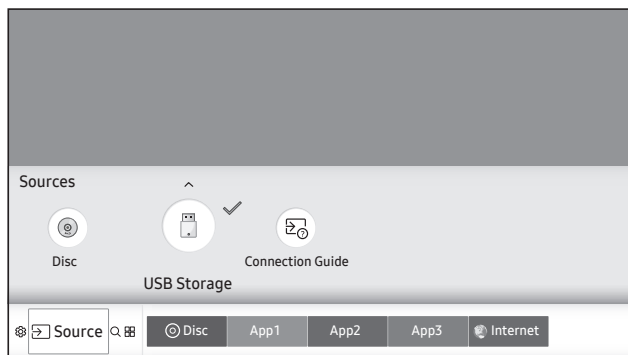 Sources
Disc
Connection Guide
USB Storage
Source Disc App1 App2 App3 Internet